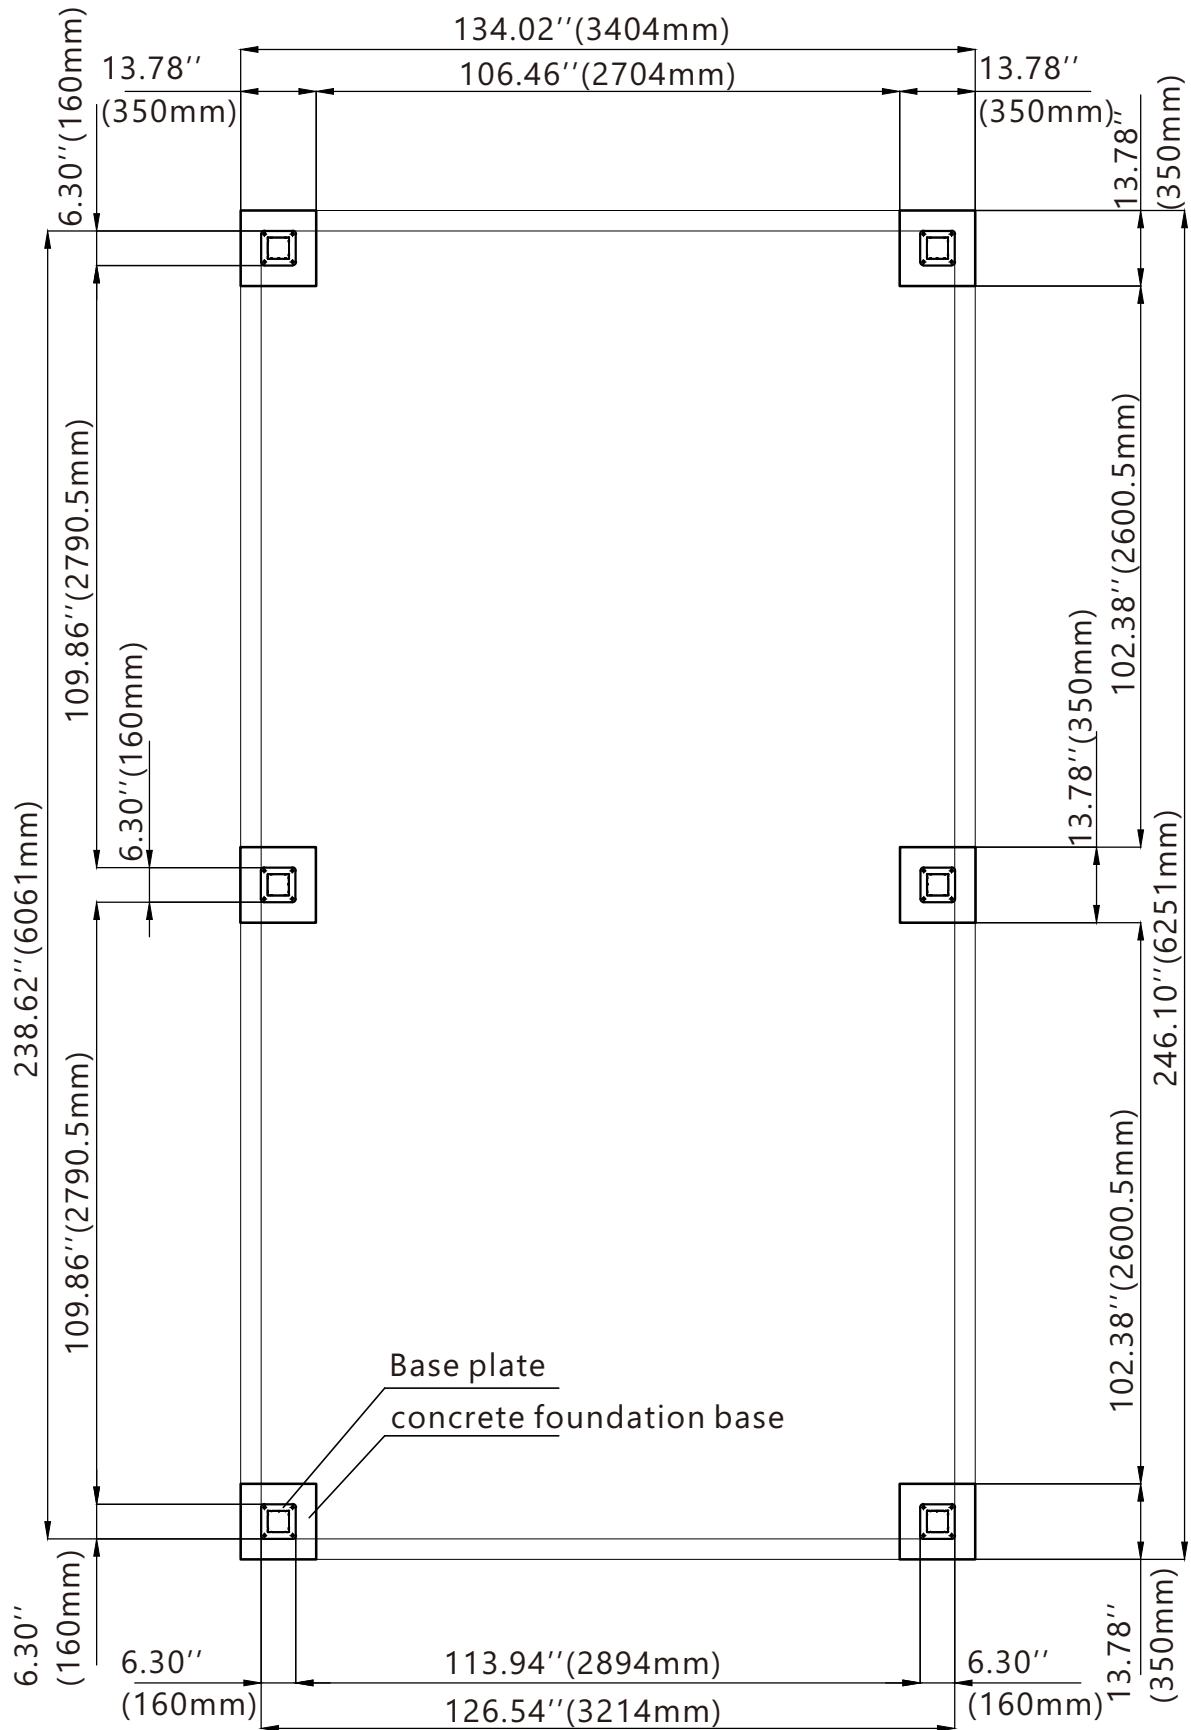 134.02''(3404mm)
13.78''
(350mm)
106.46''(2704mm)
13.78''
(350mm)
6.30''(160mm)
13.78''
(350mm)
109.86''(2790.5mm)
102.38''(2600.5mm)
6.30''(160mm)
13.78''(350mm)
238.62''(6061mm)
246.10''(6251mm)
109.86''(2790.5mm)
102.38''(2600.5mm)
Base plate
concrete foundation base
6.30''
(160mm)
6.30''
(160mm)
113.94''(2894mm)
6.30''
(160mm)
13.78''
(350mm)
126.54''(3214mm)